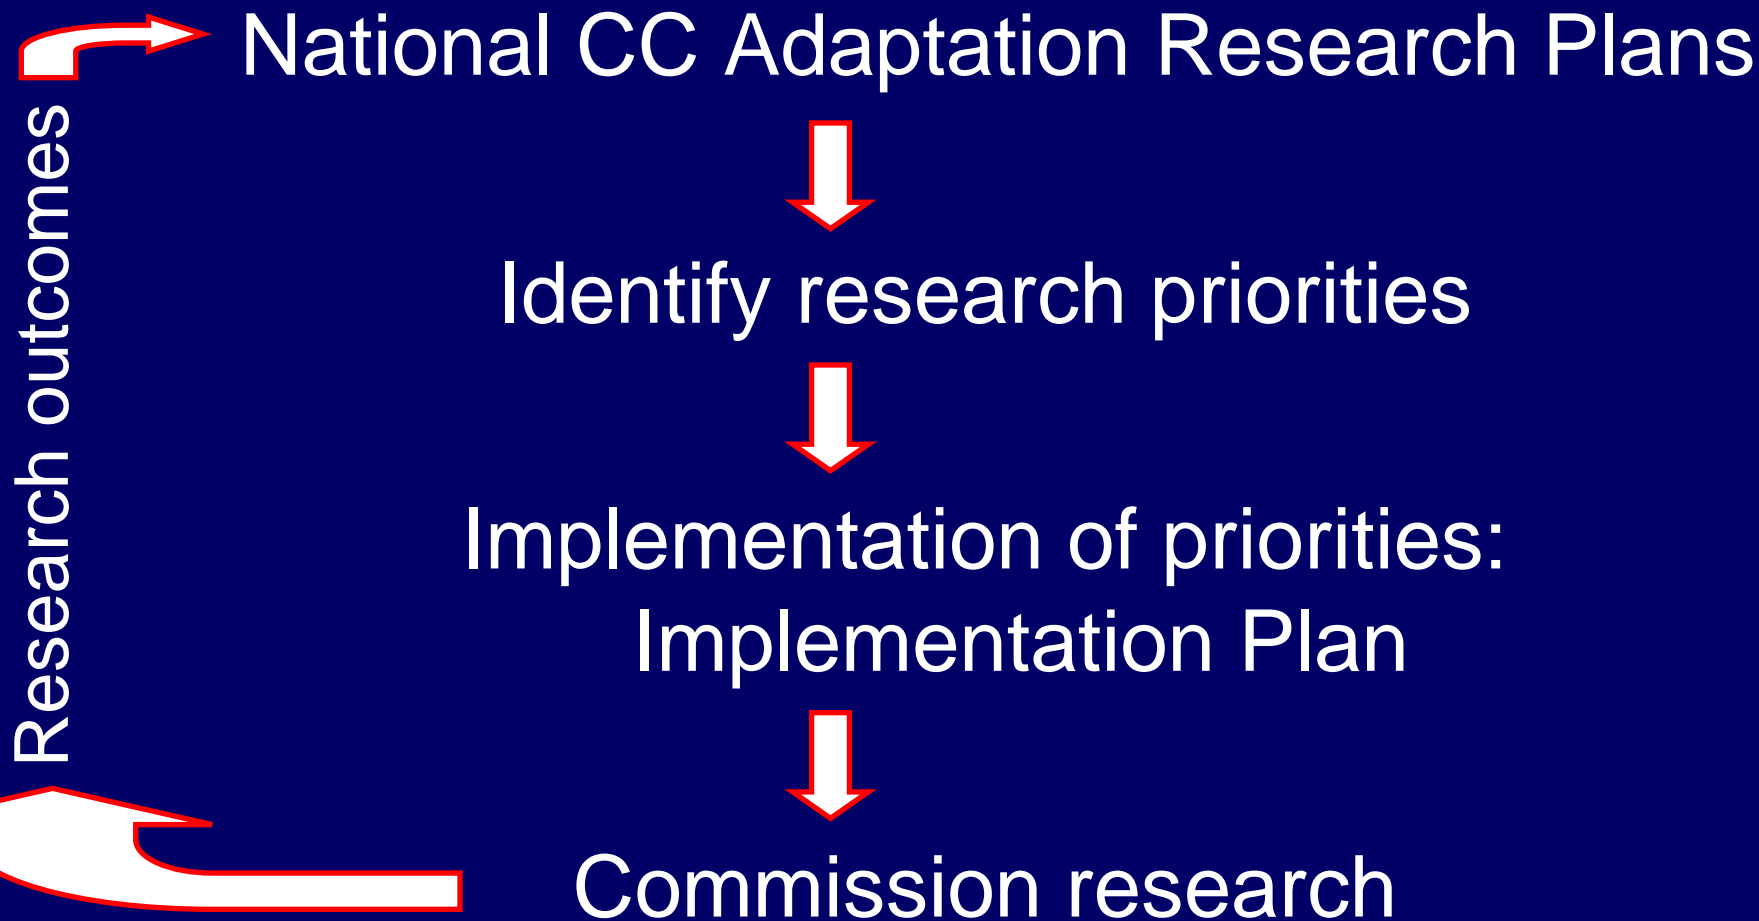 National CC Adaptation Research Plans
Identify research priorities
Implementation of priorities:
Implementation Plan
Commission research
Research outcomes